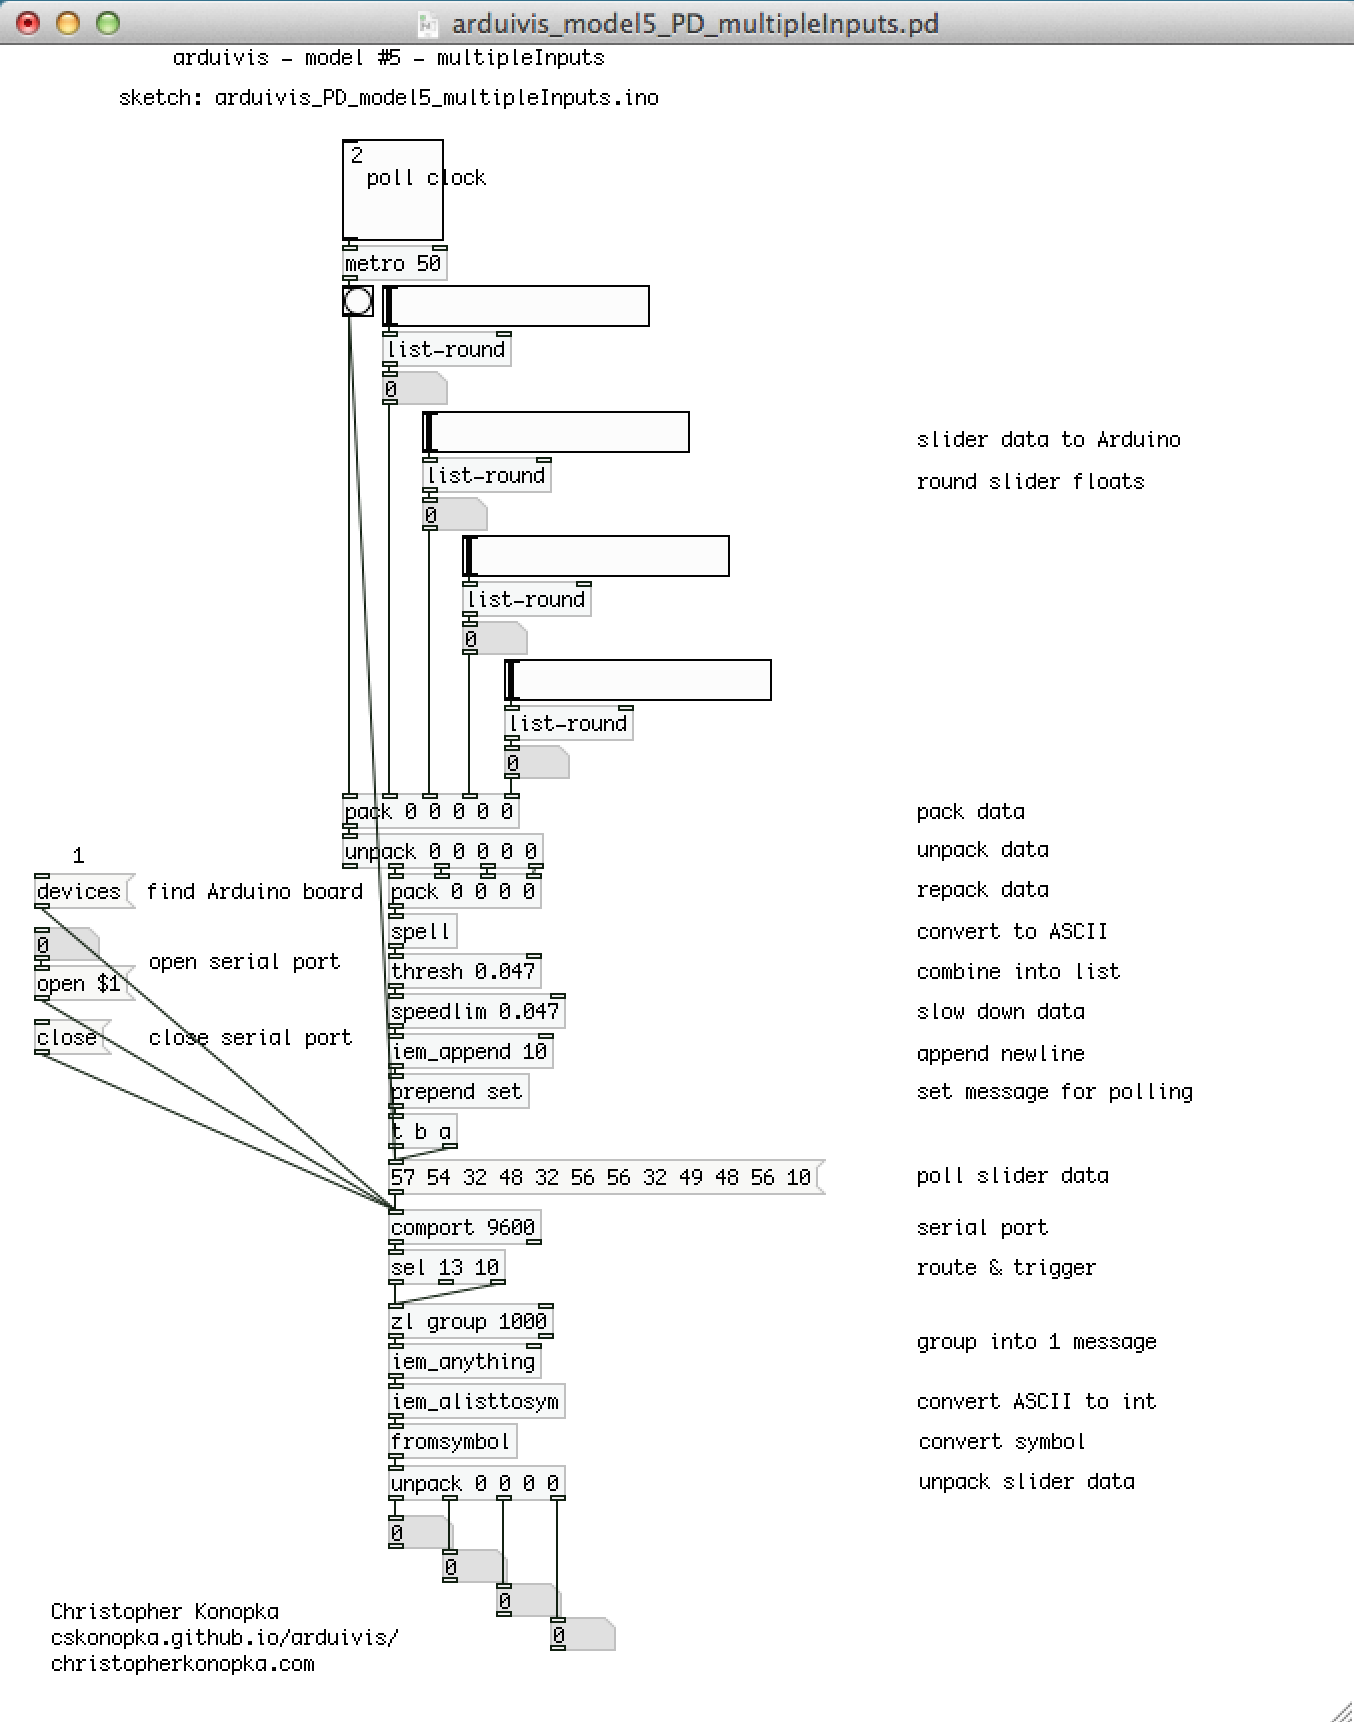 arduivis_model5_PD_multipleInputs.pd
arduivis - model #5 - multipleInputs
sketch: arduivis_PD_model5_multipleInputs.ino
2
poll clock
metro 50
list-round
0
slider data to Arduino
list-round
round slider floats
0
list-round
0
list-round
0
pack 0 0 0 0 0
pack data
unpack 0 0 0 0 0
unpack data
1
devices
find Arduino board
pack 0 0 0 0
repack data
spell
convert to ASCII
0
open serial port
thresh 0.047
combine into list
open $1
speedlim 0.047
slow down data
close
close serial port
iem_append 10
append newline
prepend set
set message for polling
t b a
57 54 32 48 32 56 56 32 49 48 56 10
poll slider data
comport 9600
serial port
sel 13 10
route & trigger
zl group 1000
group into 1 message
iem_anything
iem_alisttosym
convert ASCII to int
fromsymbol
convert symbol
unpack 0 0 0 0
unpack slider data
0
0
0
0
Christopher Konopka
cskonopka.github.io/arduivis/
christopherkonopka.com